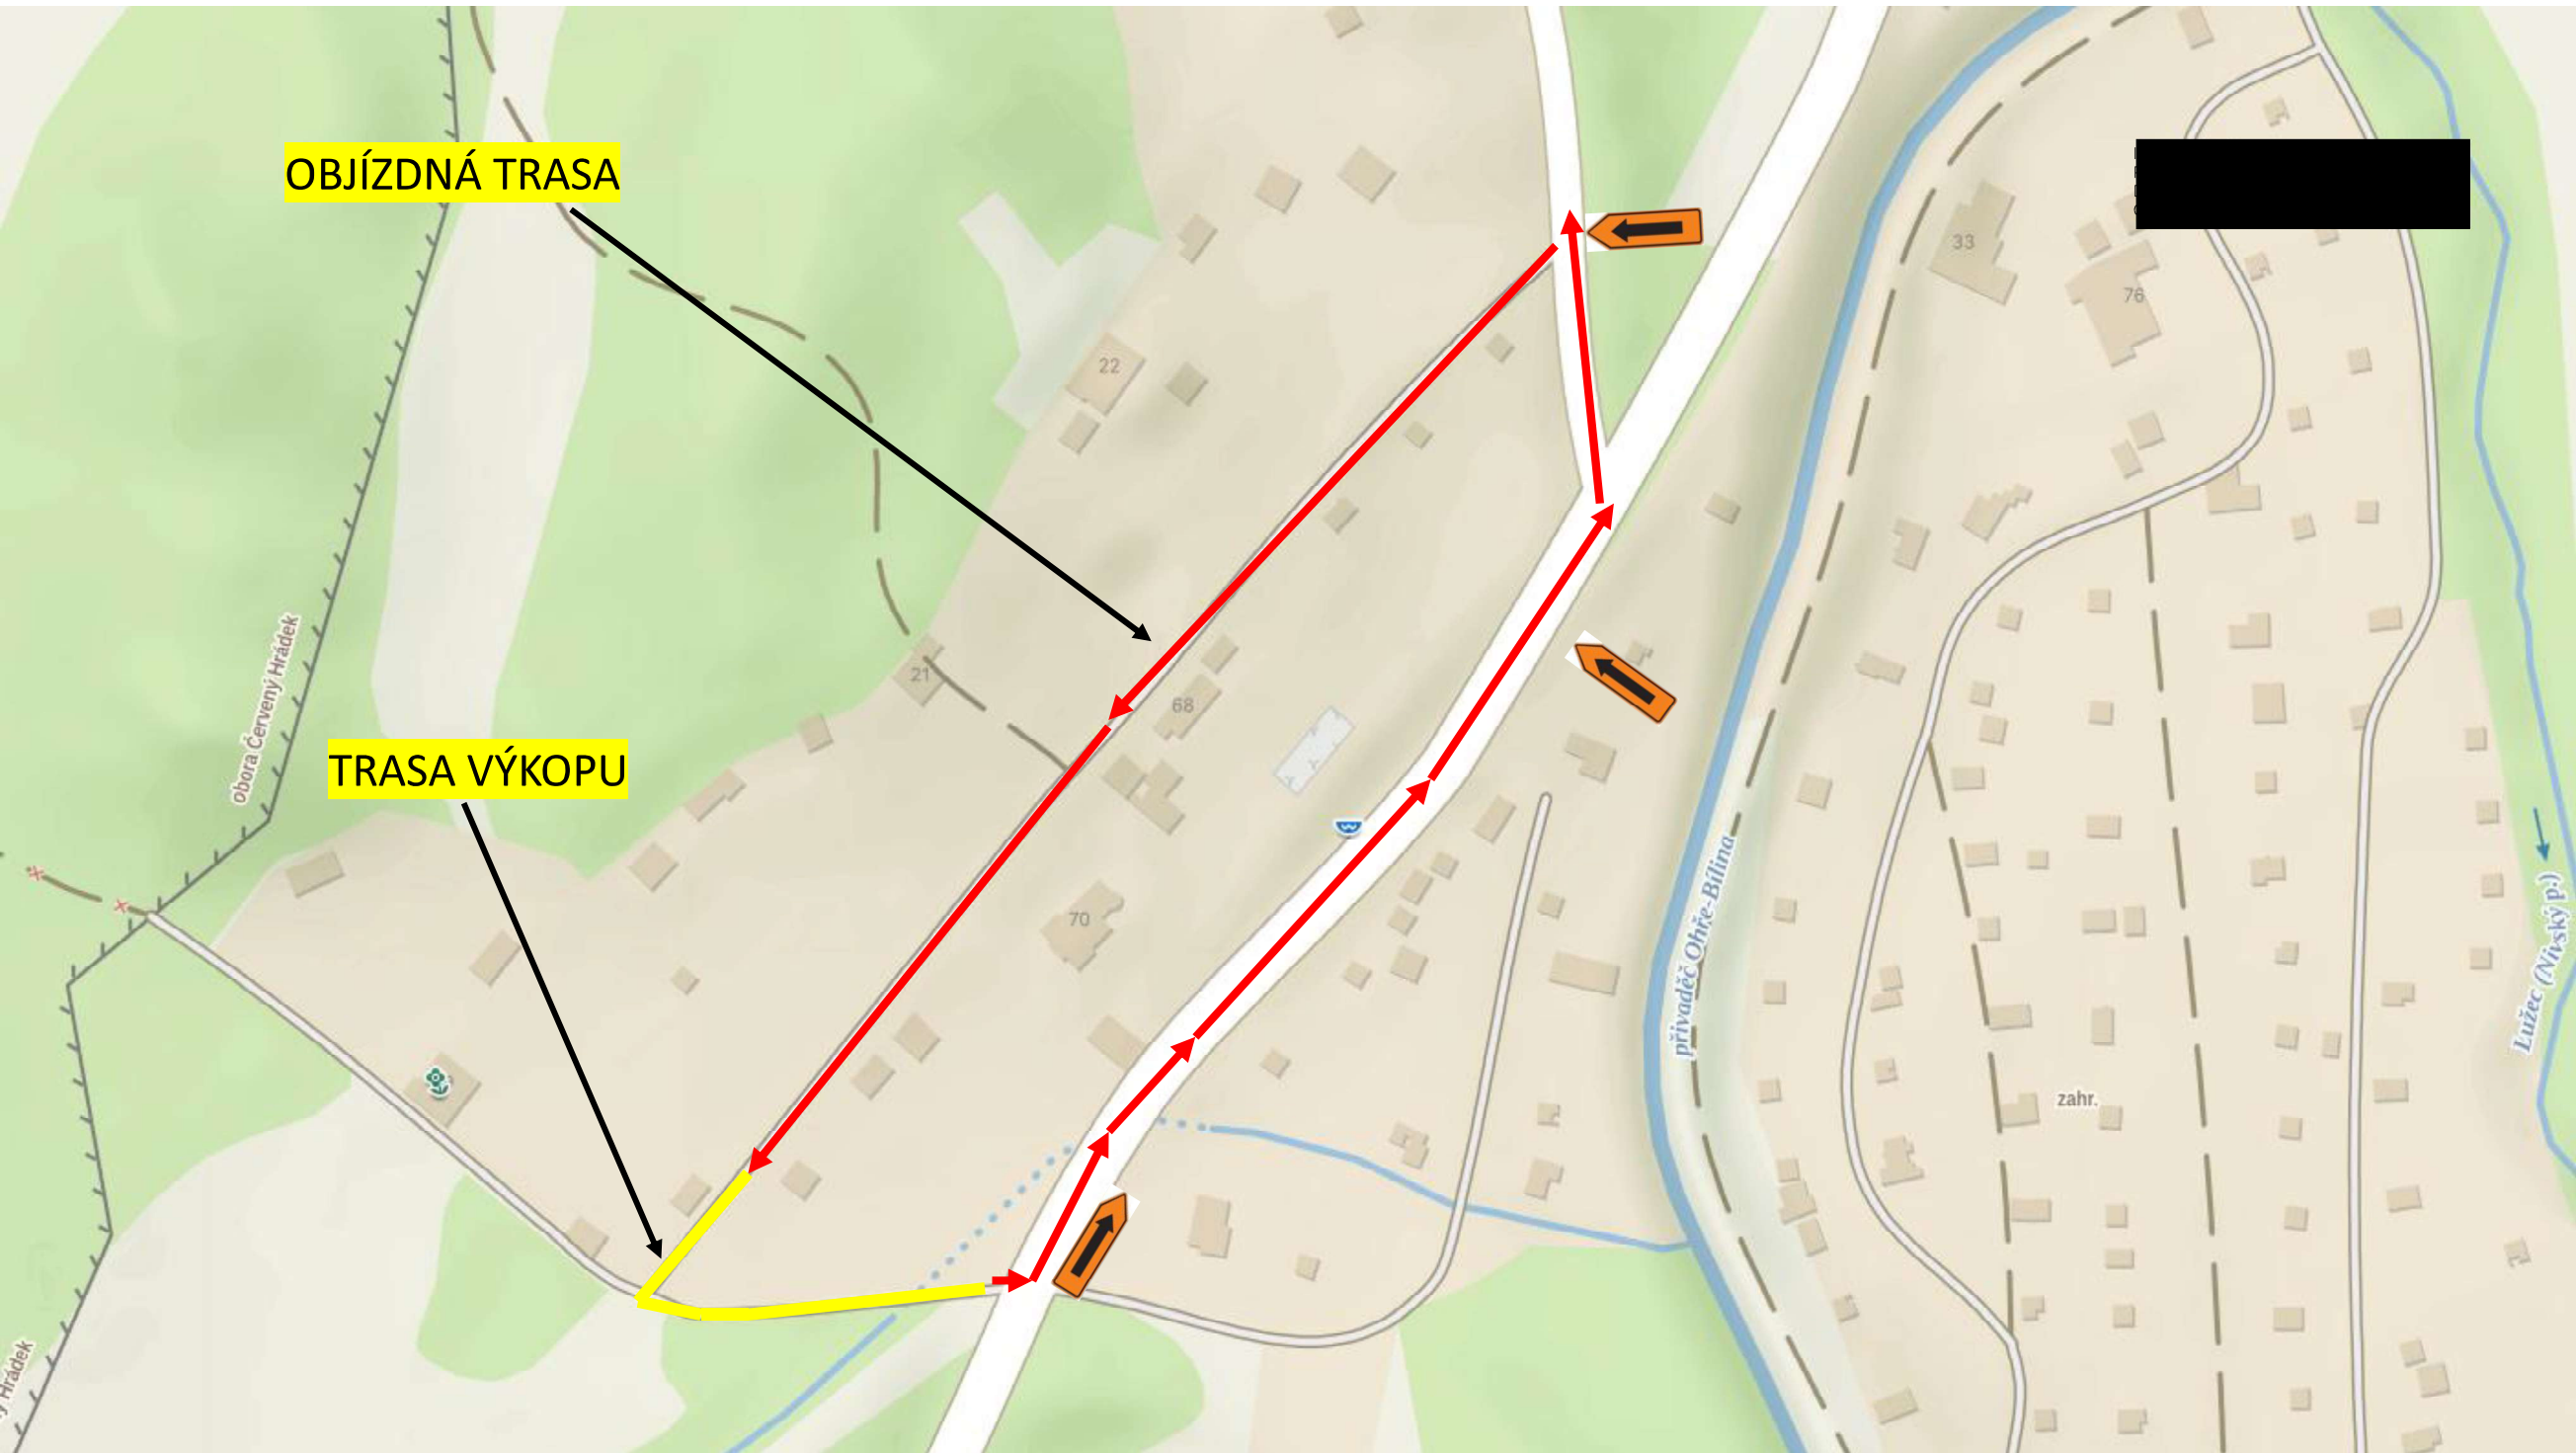 OBJÍZDNÁ TRASA
33
76
22
21
68
Obora Červený Hrádek
TRASA VÝKOPU
70
přivaděč Ohře-Bílina
Lužec (Nivský p.)
zahr.
Hrádek